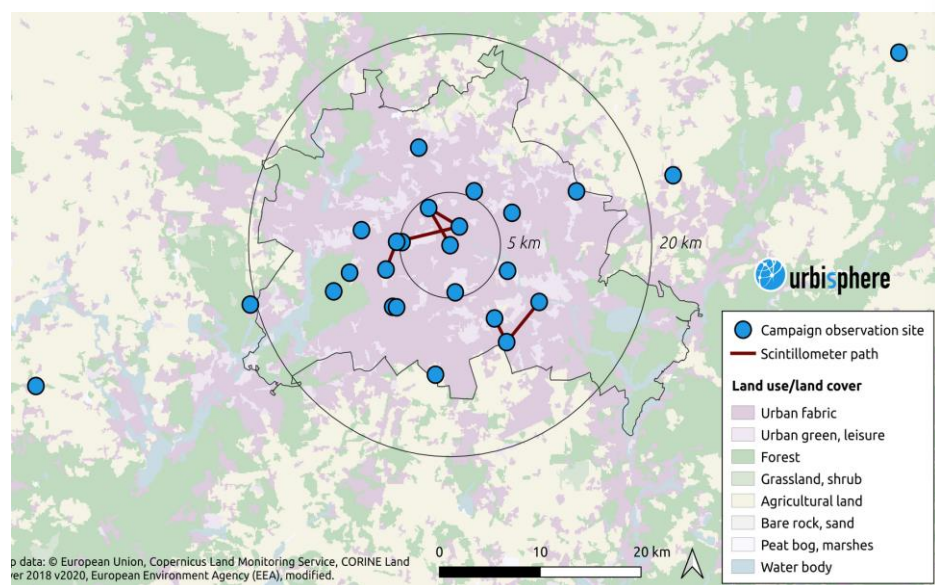 5 km
20 km
urbisphere
Campaign observation site
Scintillometer path
Land use/land cover
Urban fabric
Urban green, leisure
Forest
Grassland, shrub
Agricultural land
Bare rock, sand
Peat bog, marshes
Water body
0 10 20 km
p data: © European Union, Copernicus Land Monitoring Service, CORINE Land
ver 2018 v2020, European Environment Agency (EEA), modified.